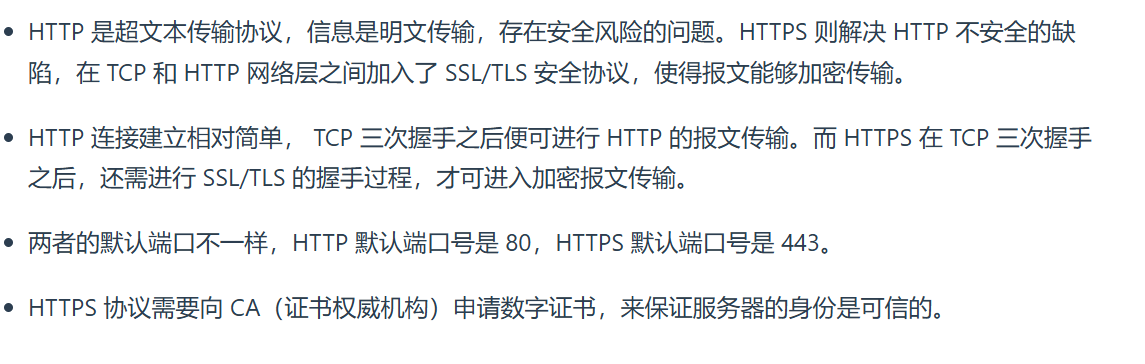 HTTP 是超文本传输协议，信息是明文传输，存在安全风险的问题。HTTPS 则解决 HTTP 不安全的缺
陷，在 TCP 和 HTTP 网络层之间加入了 SSL/TLS 安全协议，使得报文能够加密传输。
HTTP 连接建立相对简单， TCP 三次握手之后便可进行 HTTP 的报文传输。而 HTTPS 在 TCP 三次握手
之后，还需进行 SSL/TLS 的握手过程，才可进入加密报文传输。
两者的默认端口不一样，HTTP 默认端口号是 80，HTTPS 默认端口号是 443。
HTTPS 协议需要向 CA（证书权威机构）申请数字证书，来保证服务器的身份是可信的。